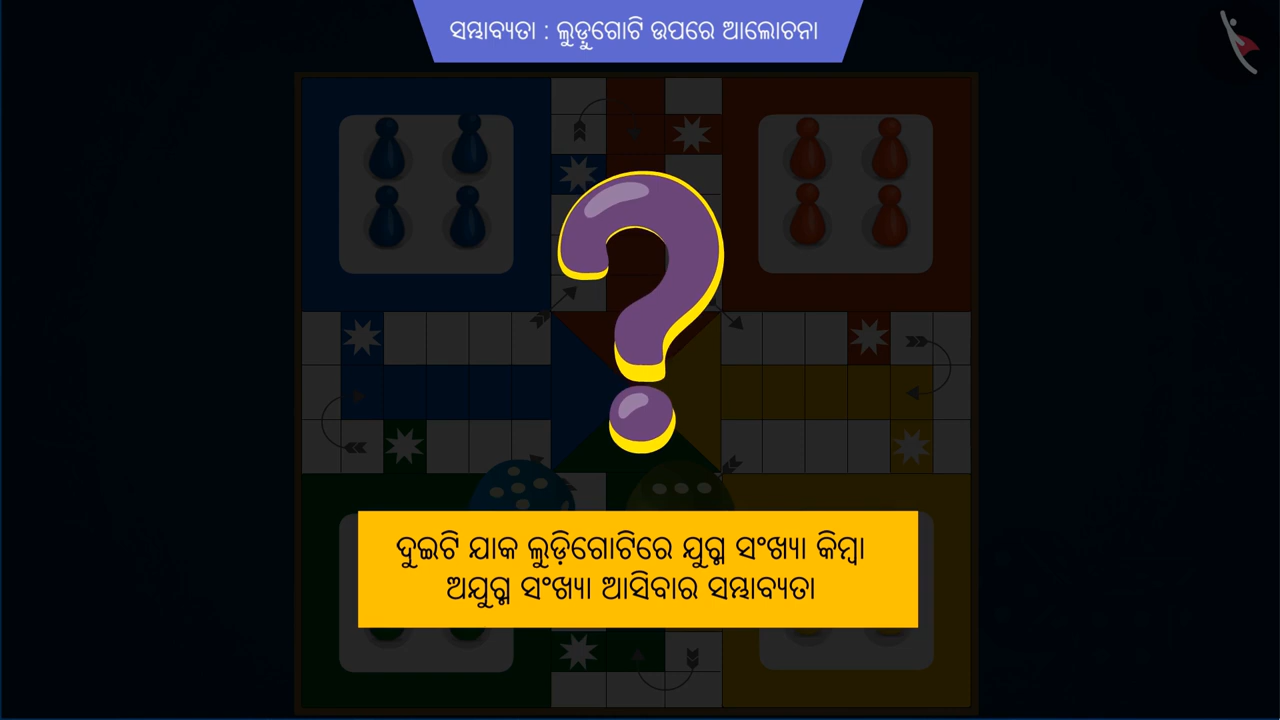 ସମ୍ଭାବ୍ୟତା : ଲୁଡୁଗୋଟି ଉପରେ ଆଲୋଚନା
ଦୁଇଟି ଯାକ ଲୁଡ଼ିଗୋଟିରେ ଯୁଗ୍ମ ସଂଖ୍ୟା କିମ୍ବା
ଅଯୁଗ୍ମ ସଂଖ୍ୟା ଆସିବାର ସମ୍ଭାବ୍ୟତା